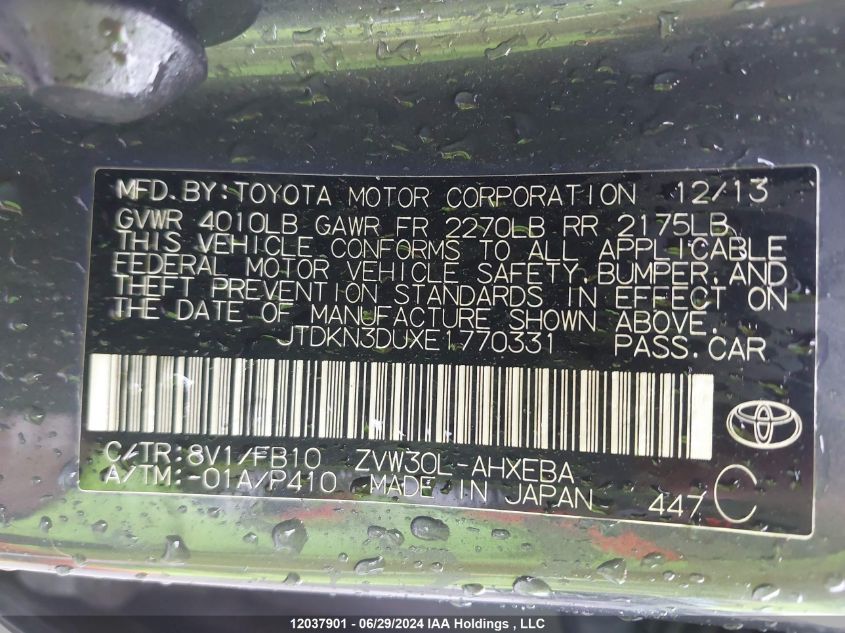 MFD.BY:TOYOTA MOTOR CORPORATION 12/13
GVWR 4010LB GAWR FR 2270LB RR 2175LB
THIS VEHICLE CONFORMS TO ALL APPLICABLE
FEDERAL MOTOR VEHICLE SAFETY,BUMPER,AND
THEFT PREVENTION STANDARDS IN EFFECT ON
THE DATE OF MANUFACTURE SHOWN ABOVE.
JTDKN3DUXE1770331 PASS.CAR
C/TR:8V1/FB10 ZVW30L-AHXEBA
A/TM:-01A/P410 MADE IN JAPAN 447 C
12037901 - 06/29/2024 IAA Holdings , LLC